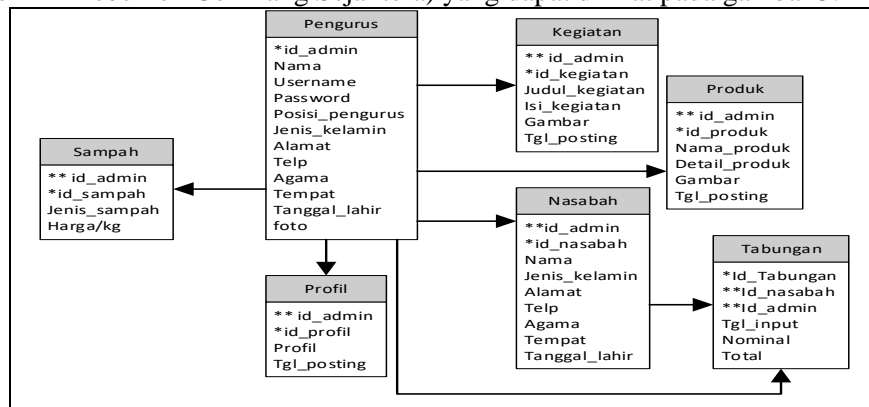 Pengurus
*id_admin
Nama
Username
Password
Posisi_pengurus
Jenis_kelamin
Alamat
Telp
Agama
Tempat
Tanggal_lahir
foto
Kegiatan
** id_admin
*id_kegiatan
Judul_kegiatan
Isi_kegiatan
Gambar
Tgl_posting
Produk
** id_admin
*id_produk
Nama_produk
Detail_produk
Gambar
Tgl_posting
Sampah
** id_admin
*id_sampah
Jenis_sampah
Harga/kg
Nasabah
**id_admin
*id_nasabah
Nama
Jenis_kelamin
Alamat
Telp
Agama
Tempat
Tanggal_lahir
Tabungan
*Id_Tabungan
**Id_nasabah
**Id_admin
Tgl_input
Nominal
Total
Profil
** id_admin
*id_profil
Profil
Tgl_posting